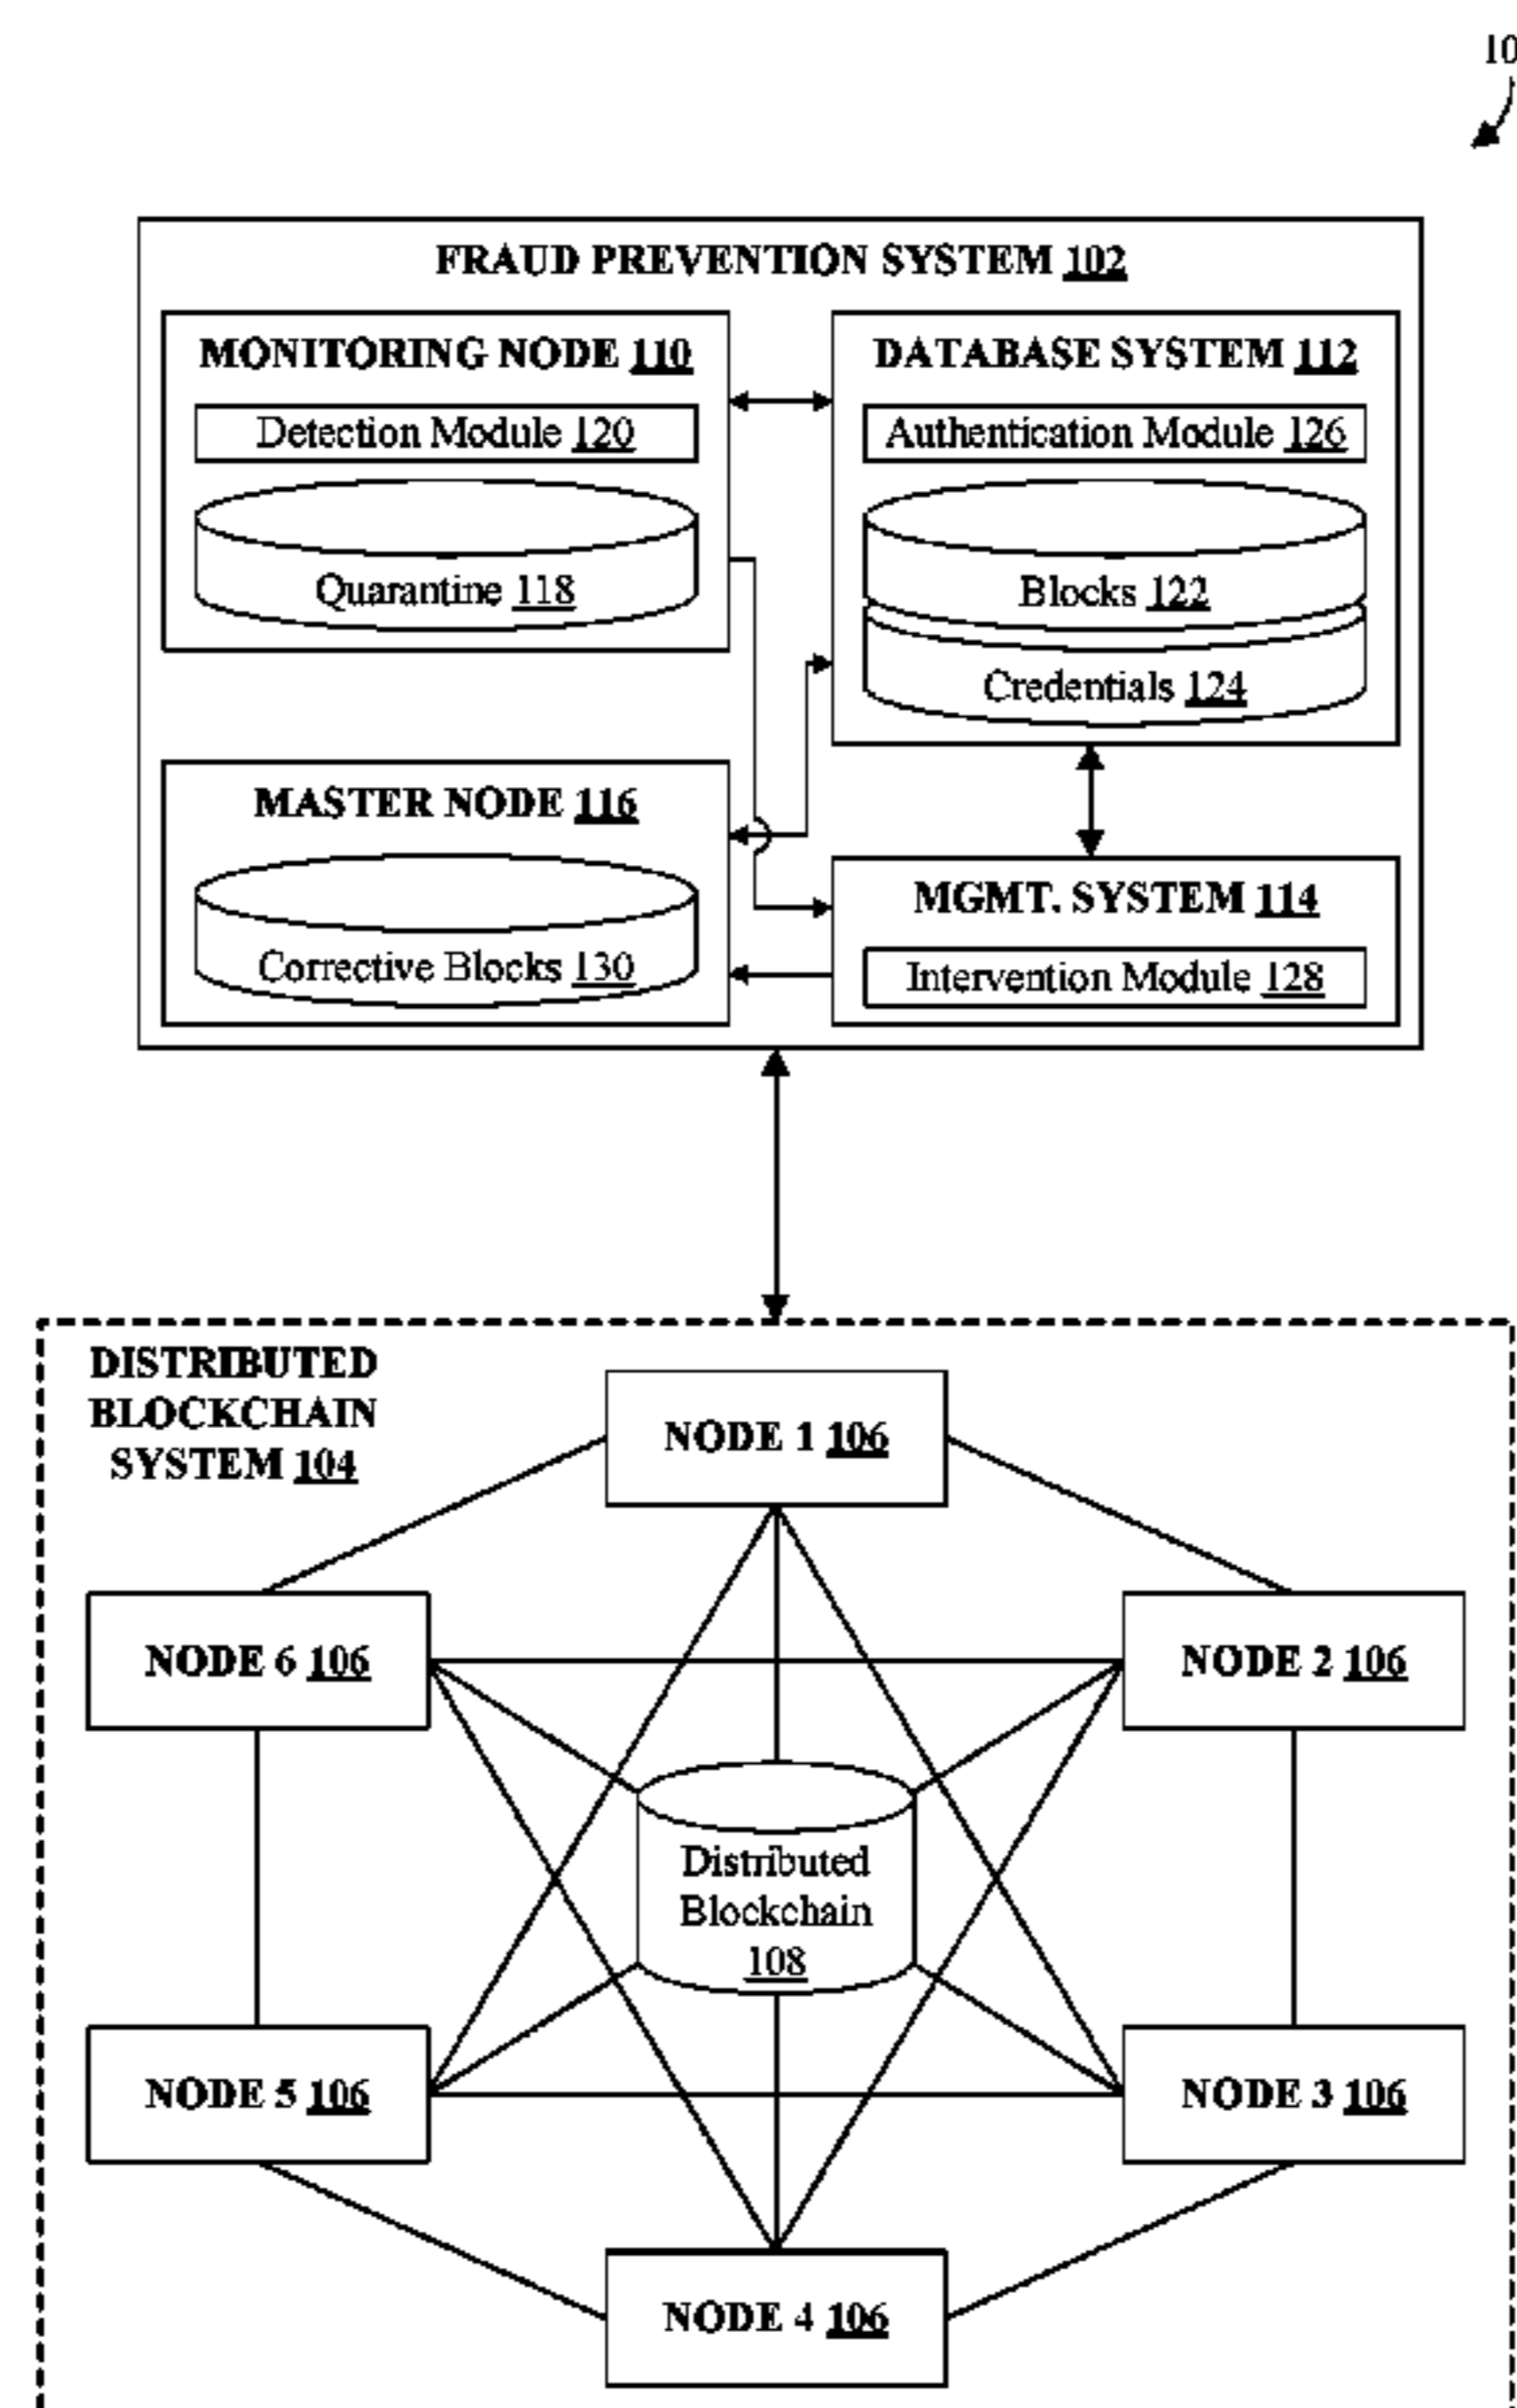 10
FRAUD PREVENTION SYSTEM 102
MONITORING NODE 110
Detection Module 120
Quarantine 118
DATABASE SYSTEM 112
Authentication Module 126
Blocks 122
Credentials 124
MASTER NODE 116
Corrective Blocks 130
MGMT. SYSTEM 114
Intervention Module 128
DISTRIBUTED
BLOCKCHAIN
SYSTEM 104
NODE 1 106
NODE 6 106
NODE 2 106
Distributed
Blockchain
108
NODE 5 106
NODE 3 106
NODE 4 106